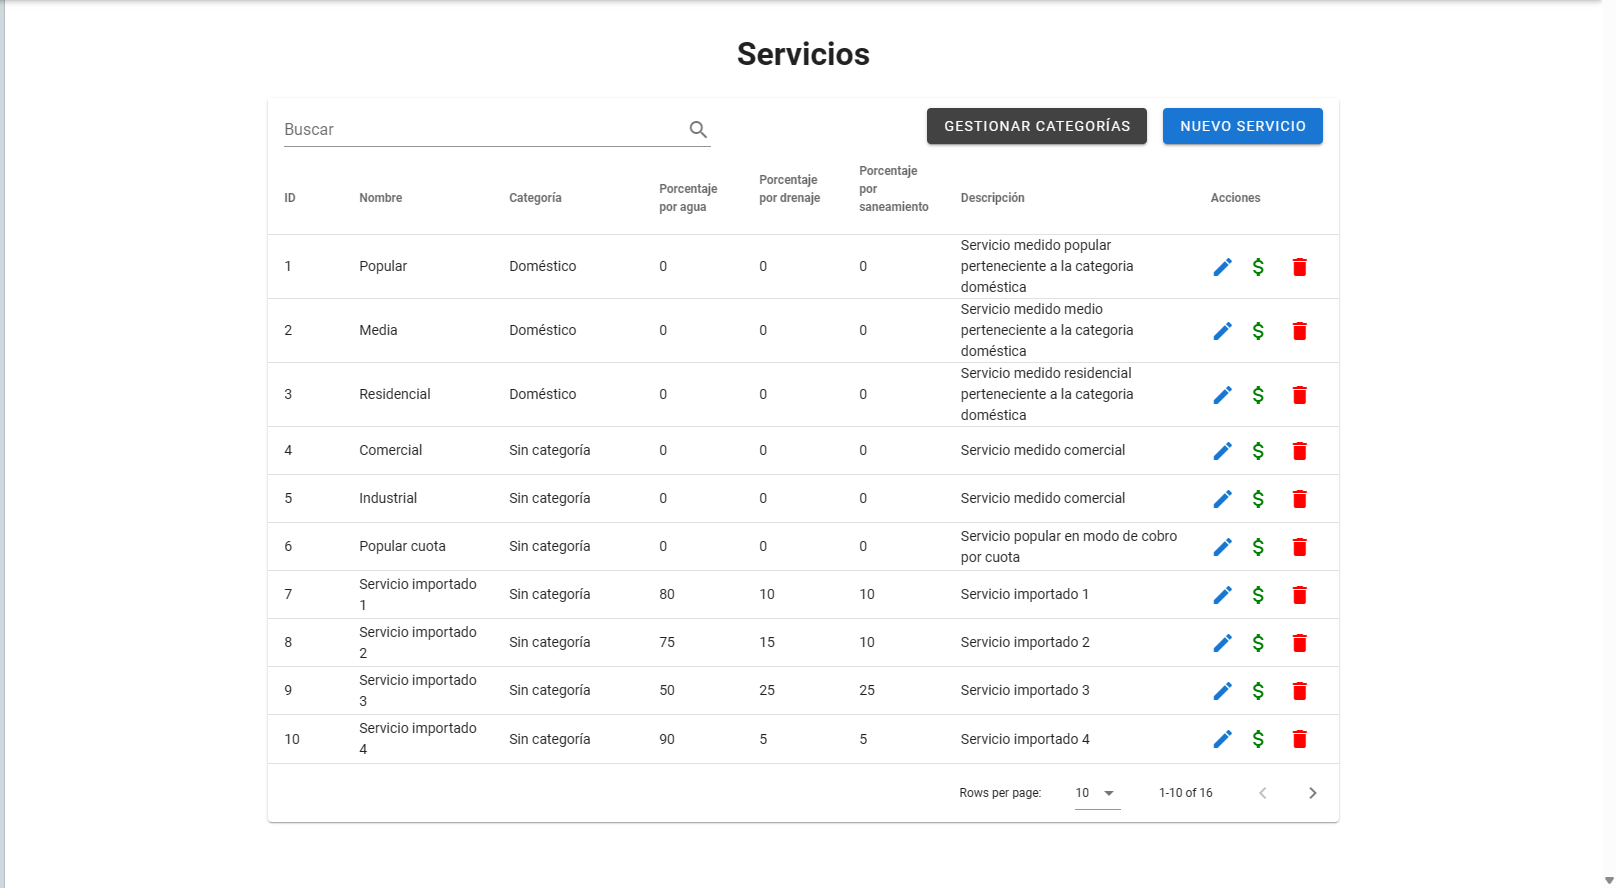 Servicios
Buscar
GESTIONAR CATEGORÍAS
NUEVO SERVICIO
ID Nombre Categoría Porcentaje por agua Porcentaje por drenaje Porcentaje por saneamiento Descripción Acciones
1 Popular Doméstico 0 0 0 Servicio medido popular perteneciente a la categoria doméstica
2 Media Doméstico 0 0 0 Servicio medido medio perteneciente a la categoria doméstica
3 Residencial Doméstico 0 0 0 Servicio medido residencial perteneciente a la categoria doméstica
4 Comercial Sin categoría 0 0 0 Servicio medido comercial
5 Industrial Sin categoría 0 0 0 Servicio medido comercial
6 Popular cuota Sin categoría 0 0 0 Servicio popular en modo de cobro por cuota
7 Servicio importado 1 Sin categoría 80 10 10 Servicio importado 1
8 Servicio importado 2 Sin categoría 75 15 10 Servicio importado 2
9 Servicio importado 3 Sin categoría 50 25 25 Servicio importado 3
10 Servicio importado 4 Sin categoría 90 5 5 Servicio importado 4
Rows per page: 10 1-10 of 16